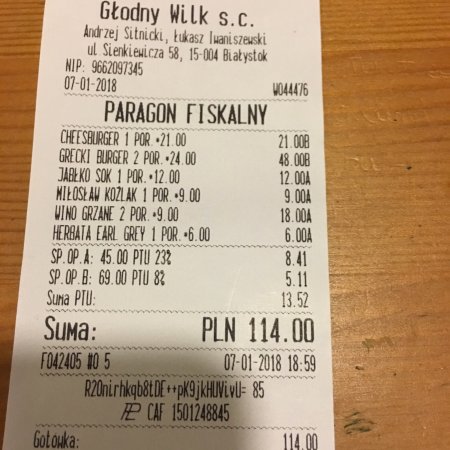 Głodny Wilk s.c.
Andrzej Sitnicki, Łukasz Iwaniszewski
ul. Sienkiewicza 58, 15-004 Białystok
NIP: 9662097345
07-01-2018 W044476
PARAGON FISKALNY
CHEESBURGER 1 POR.*21.00 21.00B
GRECKI BURGER 2 POR.*24.00 48.00B
JABŁKO SOK 1 POR.*12.00 12.00A
MIŁOSŁAW KOŹLAK 1 POR.*9.00 9.00A
WINO GRZANE 2 POR.*9.00 18.00A
HERBATA EARL GREY 1 POR.*6.00 6.00A
SP.OP.A: 45.00 PTU 23% 8.41
SP.OP.B: 69.00 PTU 8% 5.11
Suma PTU: 13.52
Suma: PLN 114.00
F042405 #0 5 07-01-2018 18:59
R2OnirhKqb8tDE++pK9jkHUVivU= 85
CAF 1501248845
Gotówka: 114.00